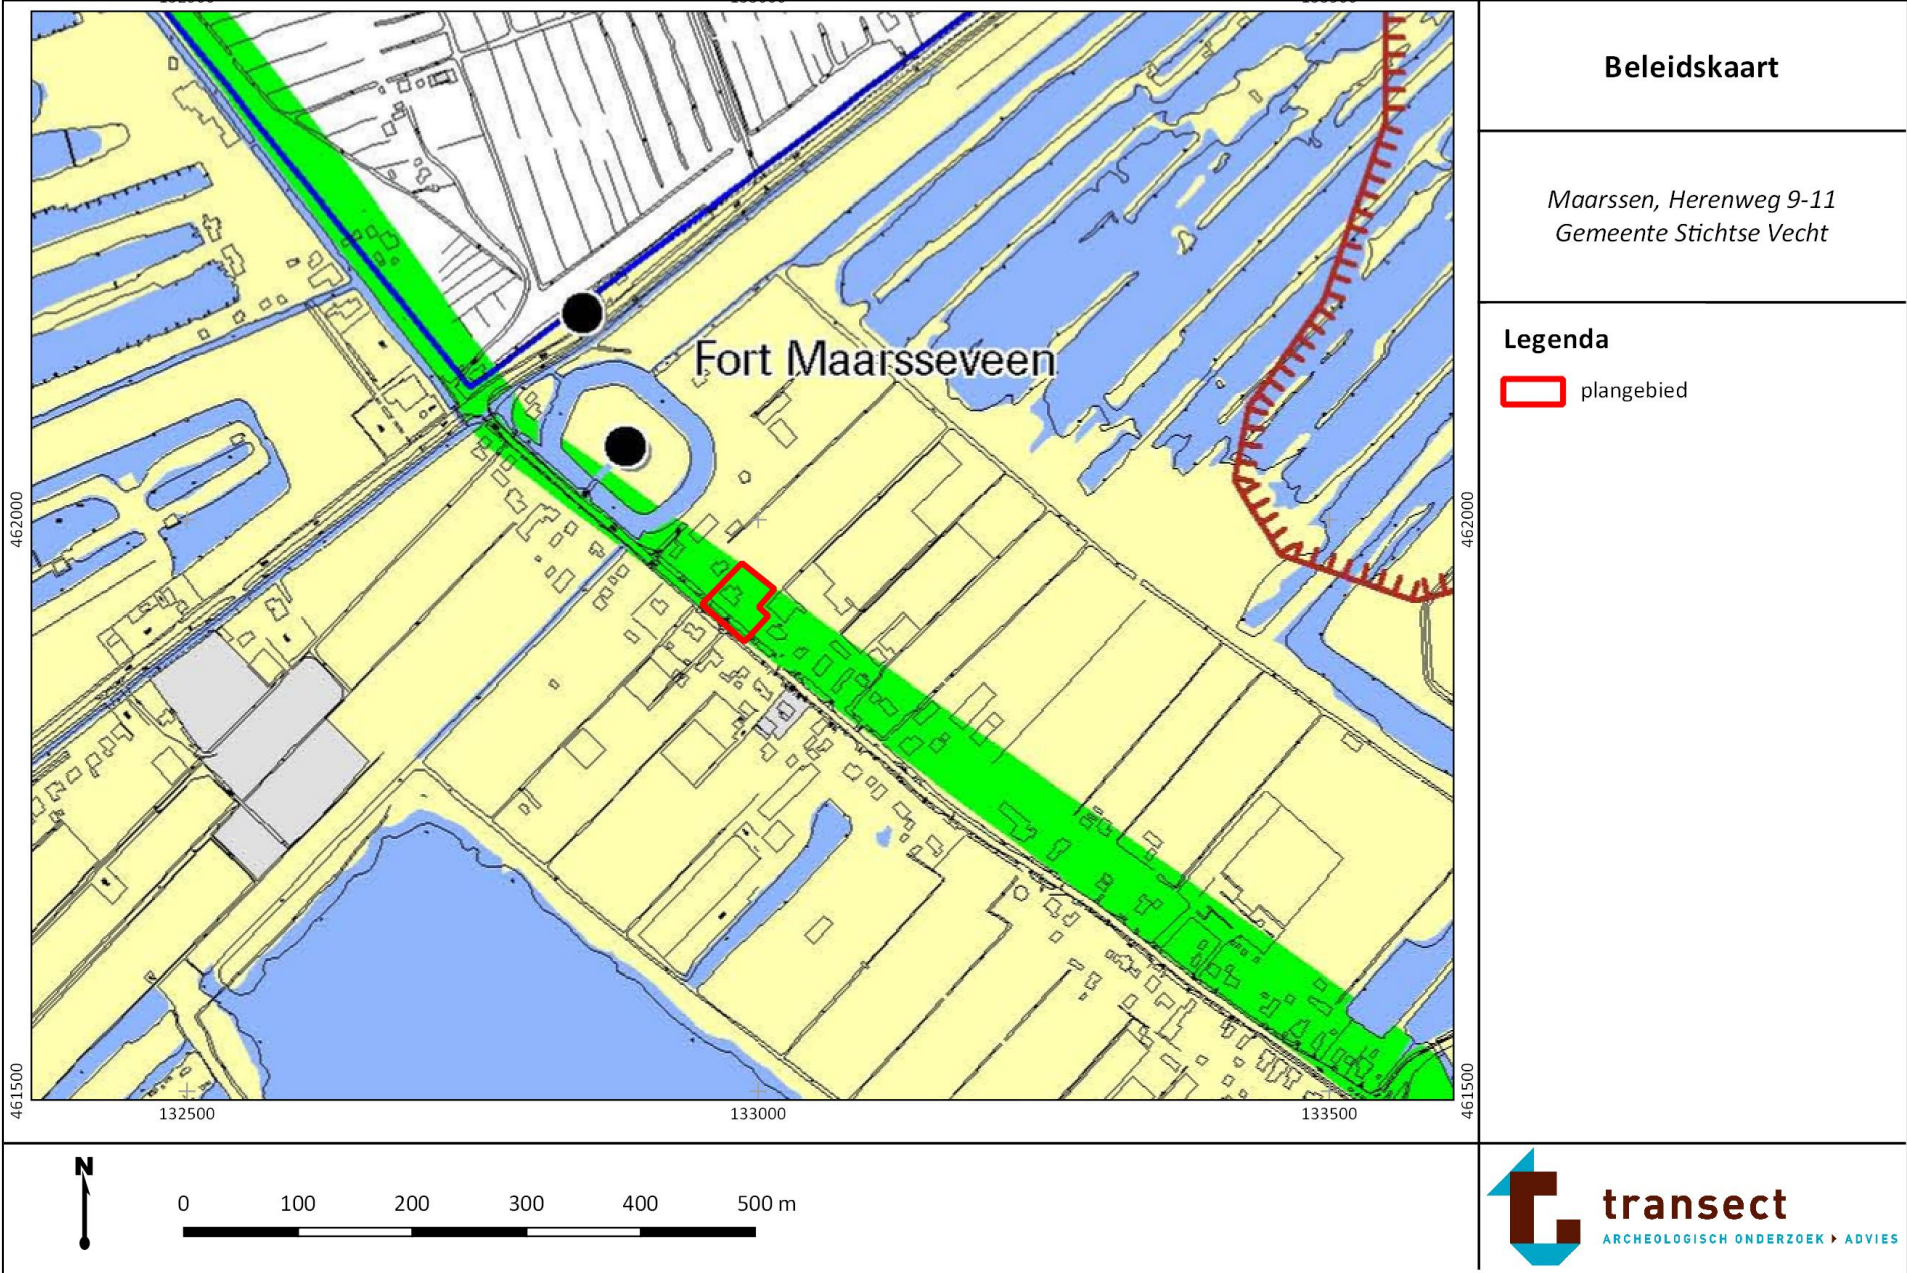 Beleidskaart
Maarssen, Herenweg 9-11
Gemeente Stichtse Vecht
Legenda
plangebied
Fort Maarsseveen
462000
462000
461500
461500
132500
133000
133500
N
0
100
200
300
400
500 m
transect
ARCHEOLOGISCH ONDERZOEK ADVIES